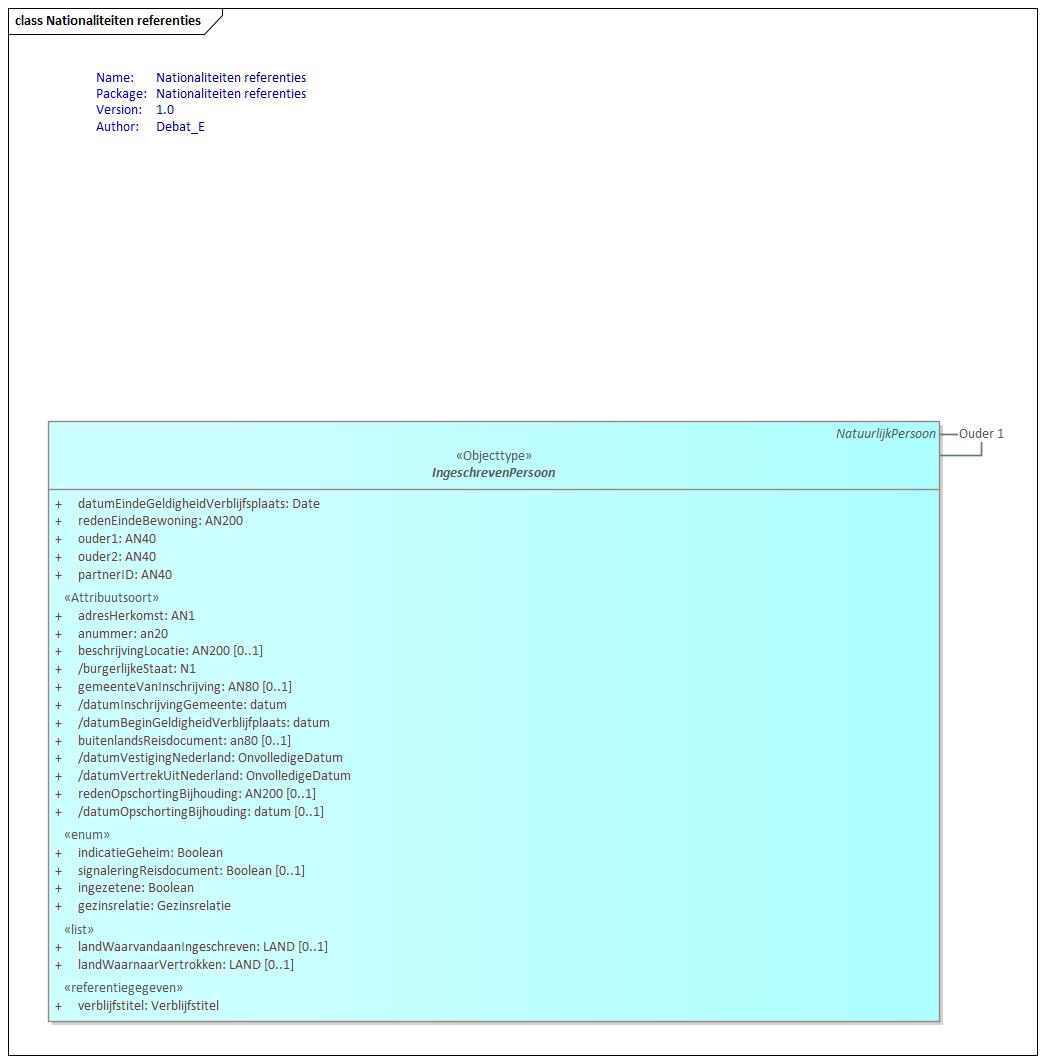 class Nationaliteiten referenties
Name: Nationaliteiten referenties
Package: Nationaliteiten referenties
Version: 1.0
Author: Debat_E
NatuurlijkPersoon
Ouder 1
«Objecttype»
IngeschrevenPersoon
+ datumEindeGeldigheidVerblijfsplaats: Date
+ redenEindeBewoning: AN200
+ ouder1: AN40
+ ouder2: AN40
+ partnerID: AN40
«Attribuutsoort»
+ adresHerkomst: AN1
+ anummer: an20
+ beschrijvingLocatie: AN200 [0..1]
+ /burgerlijkeStaat: N1
+ gemeenteVanInschrijving: AN80 [0..1]
+ /datumInschrijvingGemeente: datum
+ /datumBeginGeldigheidVerblijfplaats: datum
+ buitenlandsReisdocument: an80 [0..1]
+ /datumVestigingNederland: OnvolledigeDatum
+ /datumVertrekUitNederland: OnvolledigeDatum
+ redenOpschortingBijhouding: AN200 [0..1]
+ /datumOpschortingBijhouding: datum [0..1]
«enum»
+ indicatieGeheim: Boolean
+ signaleringReisdocument: Boolean [0..1]
+ ingezetene: Boolean
+ gezinsrelatie: Gezinsrelatie
«list»
+ landWaarvandaanIngeschreven: LAND [0..1]
+ landWaarnaarVertrokken: LAND [0..1]
«referentiegegeven»
+ verblijfstitel: Verblijfstitel